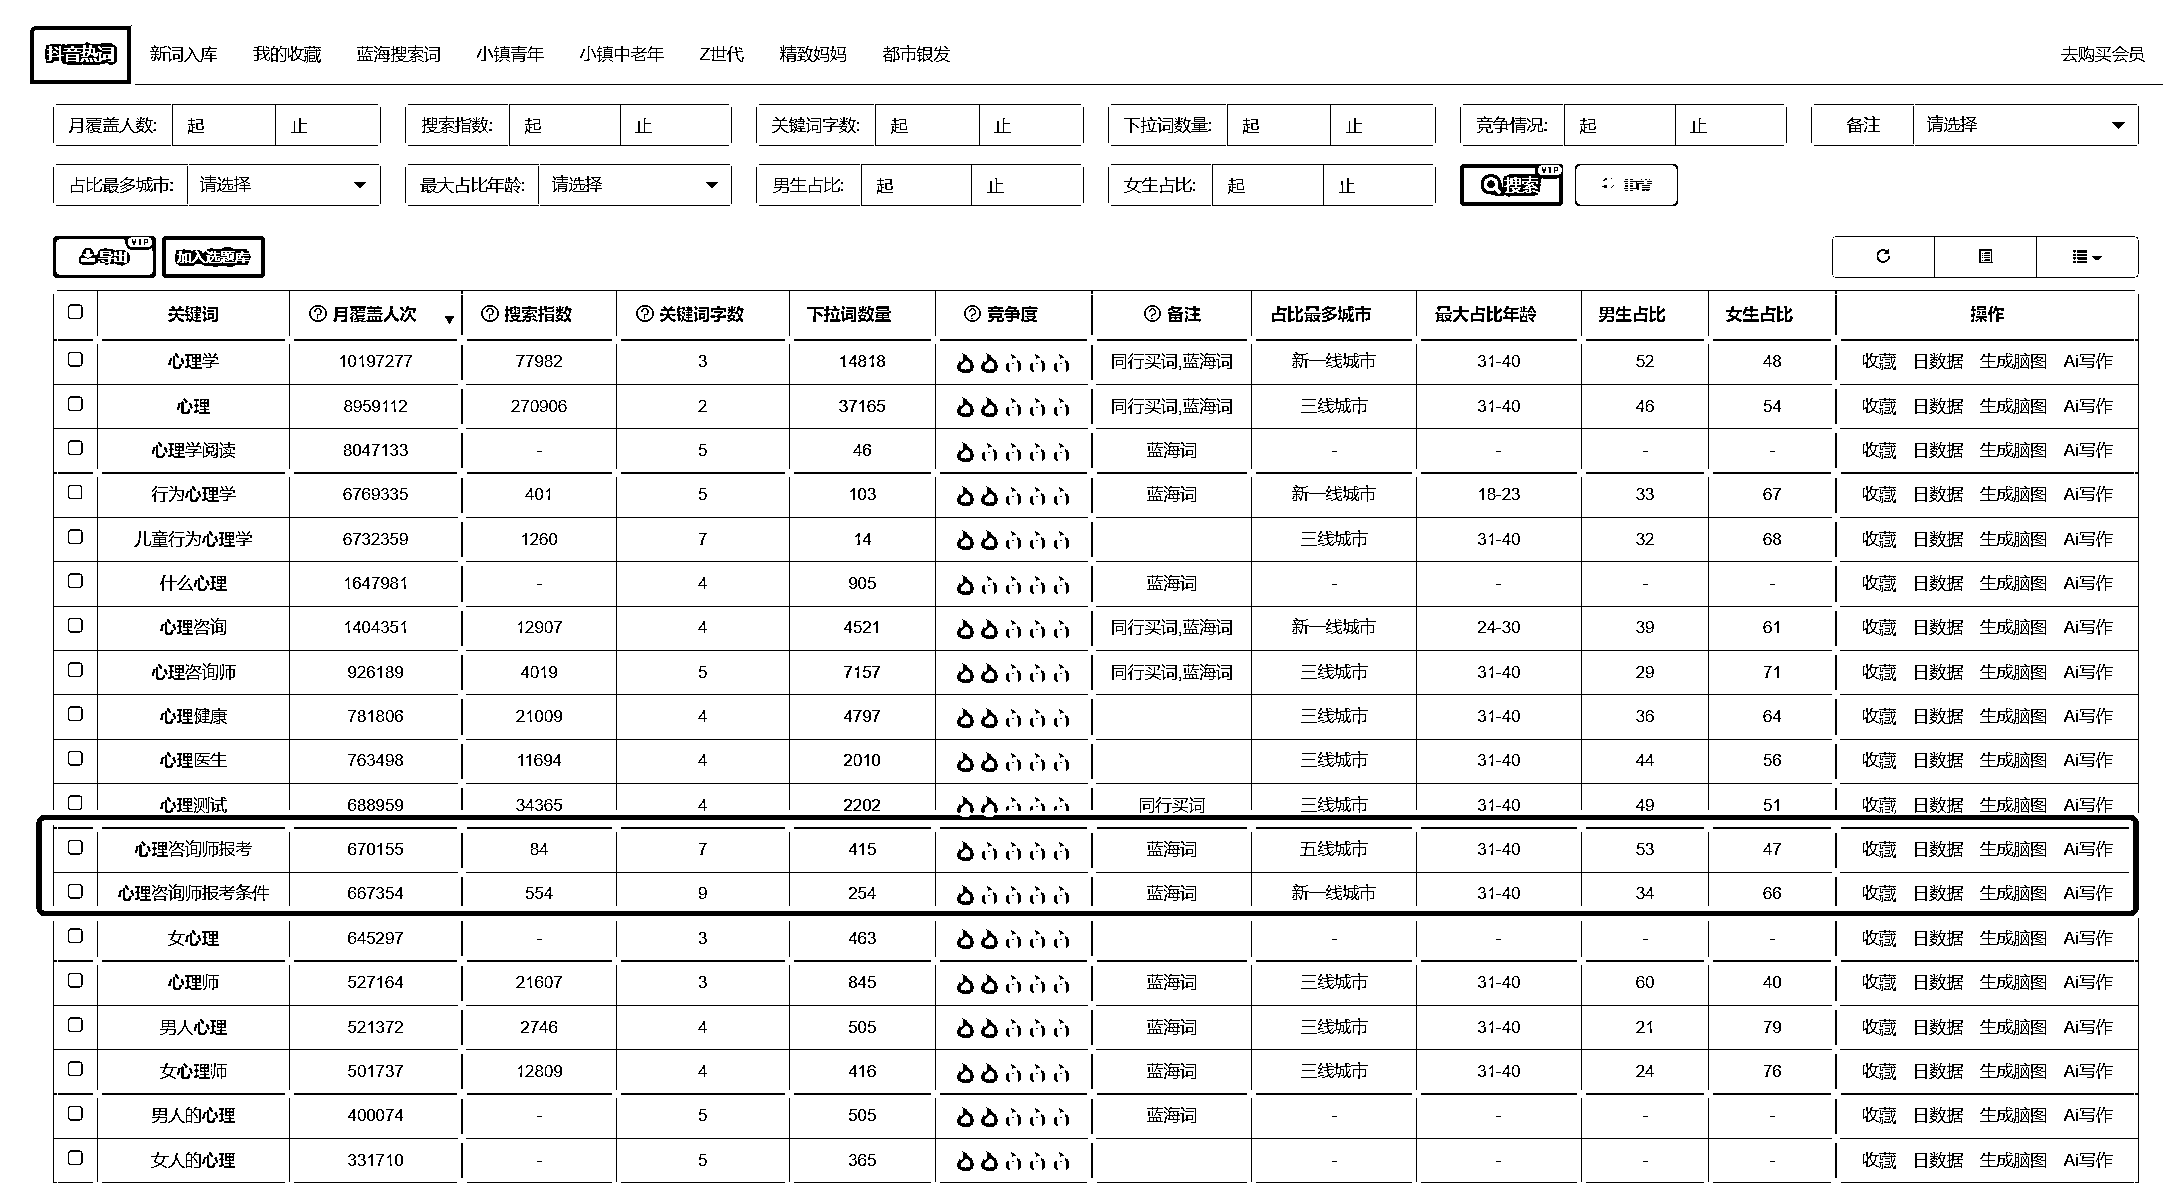 抖音热词 新词入库 我的收藏 蓝海搜索词 小镇青年 小镇中老年 Z世代 精致妈妈 都市银发 去购买会员
月覆盖人数: 起 止 搜索指数: 起 止 关键词字数: 起 止 下拉词数量: 起 止 竞争情况: 起 止 备注 请选择
占比最多城市: 请选择 最大占比年龄: 请选择 男生占比: 起 止 女生占比: 起 止 搜索 VIP
导出 VIP 加入选题库
关键词 月覆盖人次 搜索指数 关键词字数 下拉词数量 竞争度 备注 占比最多城市 最大占比年龄 男生占比 女生占比 操作
心理学 10197277 77982 3 14818 同行买词,蓝海词 新一线城市 31-40 52 48 收藏 日数据 生成脑图 Ai写作
心理 8959112 270906 2 37165 同行买词,蓝海词 三线城市 31-40 46 54 收藏 日数据 生成脑图 Ai写作
心理学阅读 8047133 - 5 46 蓝海词 - - - - 收藏 日数据 生成脑图 Ai写作
行为心理学 6769335 401 5 103 蓝海词 新一线城市 18-23 33 67 收藏 日数据 生成脑图 Ai写作
儿童行为心理学 6732359 1260 7 14 三线城市 31-40 32 68 收藏 日数据 生成脑图 Ai写作
什么心理 1647981 - 4 905 蓝海词 - - - - 收藏 日数据 生成脑图 Ai写作
心理咨询 1404351 12907 4 4521 同行买词,蓝海词 新一线城市 24-30 39 61 收藏 日数据 生成脑图 Ai写作
心理咨询师 926189 4019 5 7157 同行买词,蓝海词 三线城市 31-40 29 71 收藏 日数据 生成脑图 Ai写作
心理健康 781806 21009 4 4797 三线城市 31-40 36 64 收藏 日数据 生成脑图 Ai写作
心理医生 763498 11694 4 2010 三线城市 31-40 44 56 收藏 日数据 生成脑图 Ai写作
心理测试 688959 34365 4 2202 同行买词 三线城市 31-40 49 51 收藏 日数据 生成脑图 Ai写作
心理咨询师报考 670155 84 7 415 蓝海词 五线城市 31-40 53 47 收藏 日数据 生成脑图 Ai写作
心理咨询师报考条件 667354 554 9 254 蓝海词 新一线城市 31-40 34 66 收藏 日数据 生成脑图 Ai写作
女心理 645297 - 3 463 - - - - 收藏 日数据 生成脑图 Ai写作
心理师 527164 21607 3 845 蓝海词 三线城市 31-40 60 40 收藏 日数据 生成脑图 Ai写作
男人心理 521372 2746 4 505 蓝海词 三线城市 31-40 21 79 收藏 日数据 生成脑图 Ai写作
女心理师 501737 12809 4 416 蓝海词 三线城市 31-40 24 76 收藏 日数据 生成脑图 Ai写作
男人的心理 400074 - 5 505 蓝海词 - - - - 收藏 日数据 生成脑图 Ai写作
女人的心理 331710 - 5 365 - - - - 收藏 日数据 生成脑图 Ai写作